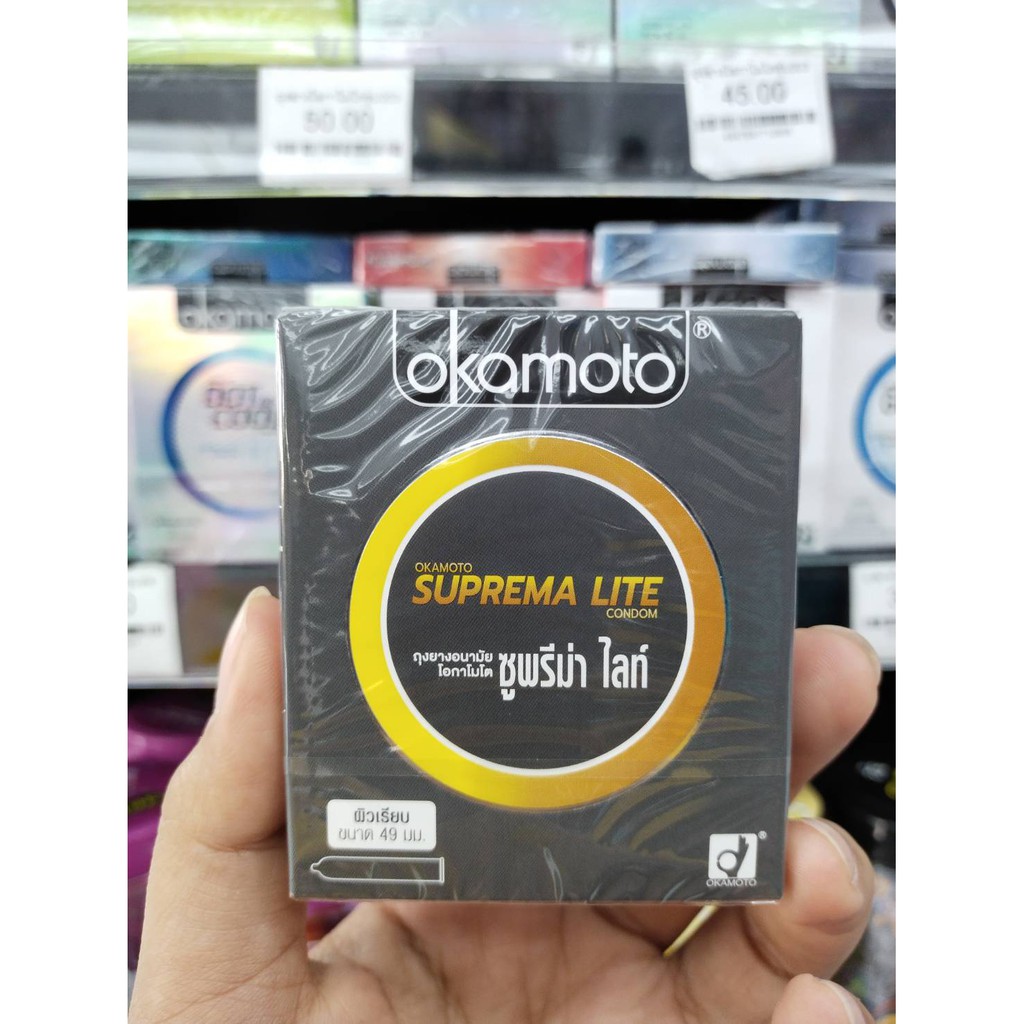 50.00
45.00
okamoto®
OKAMOTO
SUPREMA LITE
CONDOM
ถุงยางอนามัย
โอกาโมโต
ซูพรีม่า ไลท์
ผิวเรียบ
ขนาด 49 มม.
OKAMOTO